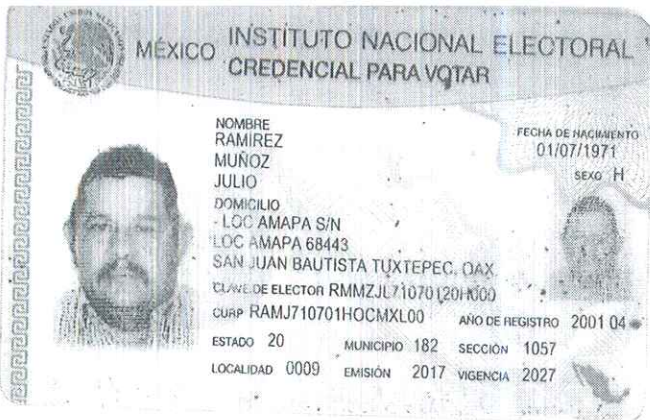 MÉXICO INSTITUTO NACIONAL ELECTORAL
CREDENCIAL PARA VOTAR
NOMBRE
RAMIREZ
MUÑOZ
JULIO
FECHA DE NACIMIENTO
01/07/1971
SEXO H
DOMICILIO
- LOC AMAPA S/N
LOC AMAPA 68443
SAN JUAN BAUTISTA TUXTEPEC, OAX.
CLAVE DE ELECTOR RMMZJL71070120H000
CURP RAMJ710701HOCMXL00 AÑO DE REGISTRO 2001 04
ESTADO 20 MUNICIPIO 182 SECCIÓN 1057
LOCALIDAD 0009 EMISIÓN 2017 VIGENCIA 2027